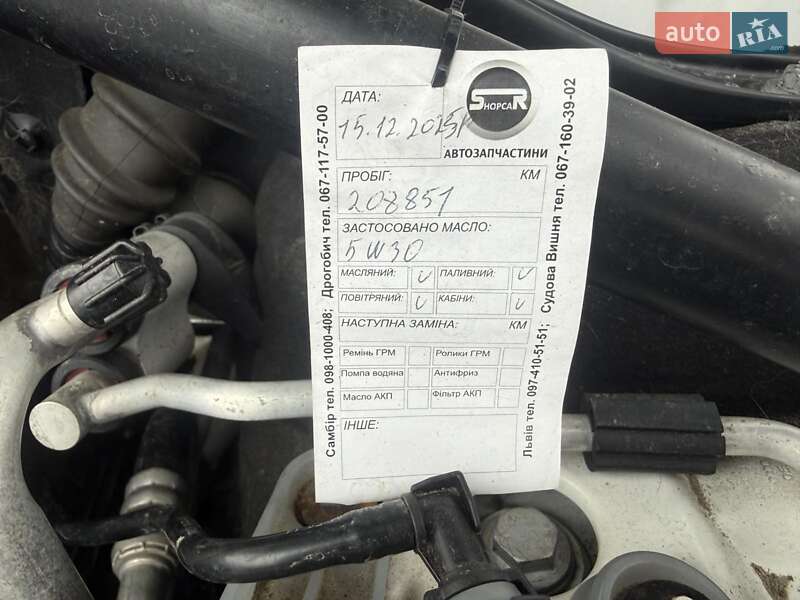 auto RIA
ДАТА:
15.12.2025р
SHOPCAR
АВТОЗАПЧАСТИНИ
ПРОБІГ: КМ
208851
ЗАСТОСОВАНО МАСЛО:
5W30
МАСЛЯНИЙ: V ПАЛИВНИЙ: V
ПОВІТРЯНИЙ: V КАБІНИ: V
НАСТУПНА ЗАМІНА: КМ
Ремінь ГРМ Ролики ГРМ
Помпа водяна Антифриз
Масло АКП Фільтр АКП
ІНШЕ:
Самбір тел. 098-1000-408; Дрогобич тел. 067-117-57-00
Львів тел. 097-410-51-51; Судова Вишня тел. 067-160-39-02